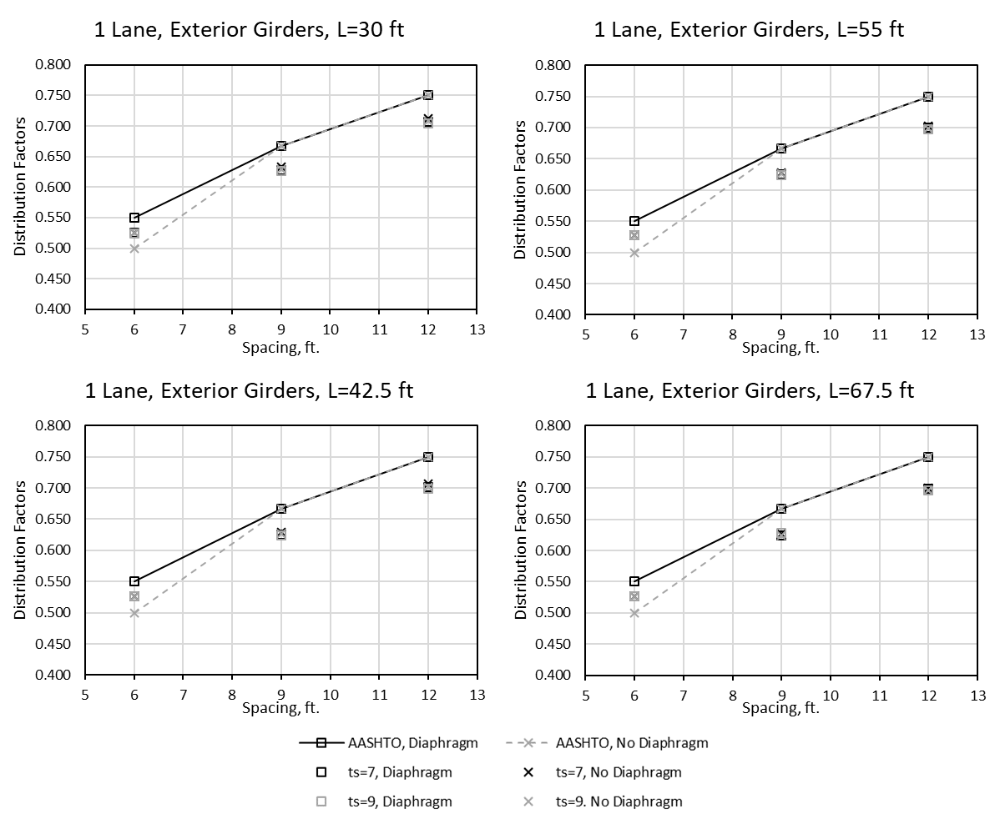 1 Lane, Exterior Girders, L=30 ft
0.800
0.750
0.700
0.650
0.600
0.550
0.500
0.450
0.400
Distribution Factors
5 6 7 8 9 10 11 12 13
Spacing, ft.
1 Lane, Exterior Girders, L=55 ft
0.800
0.750
0.700
0.650
0.600
0.550
0.500
0.450
0.400
Distribution Factors
5 6 7 8 9 10 11 12 13
Spacing, ft.
1 Lane, Exterior Girders, L=42.5 ft
0.800
0.750
0.700
0.650
0.600
0.550
0.500
0.450
0.400
Distribution Factors
5 6 7 8 9 10 11 12 13
Spacing, ft.
1 Lane, Exterior Girders, L=67.5 ft
0.800
0.750
0.700
0.650
0.600
0.550
0.500
0.450
0.400
Distribution Factors
5 6 7 8 9 10 11 12 13
Spacing, ft.
AASHTO, Diaphragm
AASHTO, No Diaphragm
ts=7, Diaphragm
ts=7, No Diaphragm
ts=9, Diaphragm
ts=9. No Diaphragm